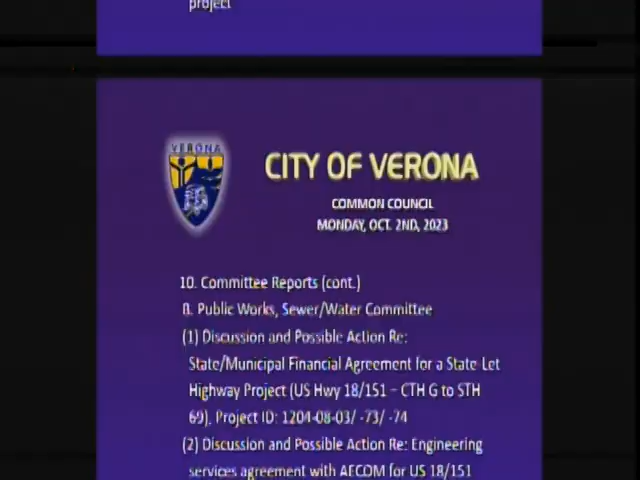 project
VERONA
CITY OF VERONA
COMMON COUNCIL
MONDAY, OCT. 2ND, 2023
10. Committee Reports (cont.)
B. Public Works, Sewer/Water Committee
(1) Discussion and Possible Action Re:
State/Municipal Financial Agreement for a State-Let
Highway Project (US Hwy 18/151 – CTH G to STH
69), Project ID: 1204-08-03/ -73/ -74
(2) Discussion and Possible Action Re: Engineering
services agreement with AECOM for US 18/151